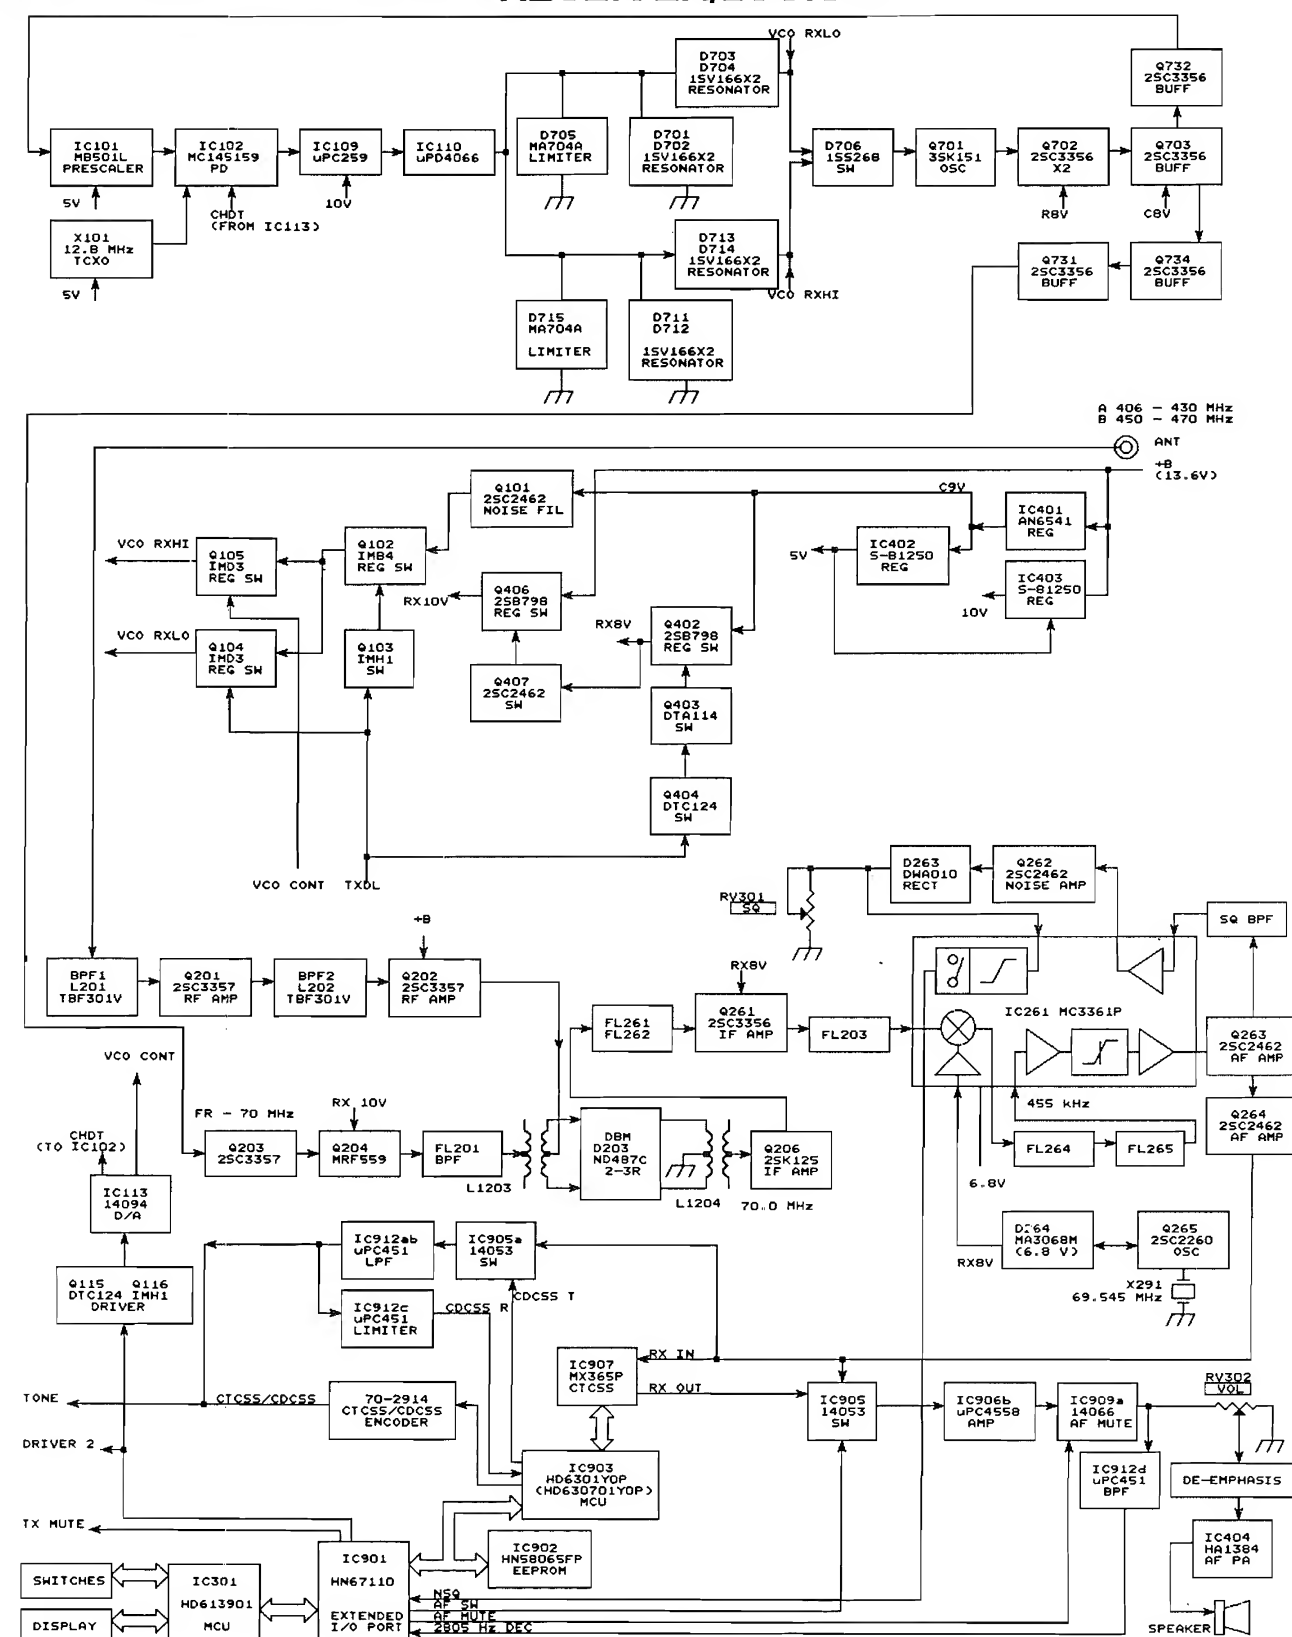 VCO RXLO
D703
D704
1SV166X2
RESONATOR
Q732
2SC3356
BUFF
IC101
MB501L
PRESCALER
IC102
MC145159
PD
IC109
uPC259
IC110
uPD4066
D705
MA704A
LIMITER
D701
D702
1SV166X2
RESONATOR
D706
1SS268
SW
Q701
3SK151
OSC
Q702
2SC3356
X2
Q703
2SC3356
BUFF
5V
CHDT
(FROM IC113)
10V
R8V
C8V
X101
12.8 MHz
TCXO
5V
D713
D714
1SV166X2
RESONATOR
Q731
2SC3356
BUFF
Q734
2SC3356
BUFF
VCO RXHI
D715
MA704A
LIMITER
D711
D712
1SV166X2
RESONATOR
A 406 - 430 MHz
B 450 - 470 MHz
ANT
+B
(13.6V)
Q101
2SC2462
NOISE FIL
C9V
IC401
AN6541
REG
VCO RXHI
Q105
IMD3
REG SW
Q102
IMB4
REG SW
IC402
S-81250
REG
5V
IC403
S-81250
REG
10V
Q406
2SB798
REG SW
RX10V
RX8V
Q402
2SB798
REG SW
VCO RXLO
Q104
IMD3
REG SW
Q103
IMH1
SW
Q407
2SC2462
SW
Q403
DTA114
SW
Q404
DTC124
SW
VCO CONT
TXDL
D263
DWA010
RECT
Q262
2SC2462
NOISE AMP
RV301
SQ
SQ BPF
+B
BPF1
L201
TBF301V
Q201
2SC3357
RF AMP
BPF2
L202
TBF301V
Q202
2SC3357
RF AMP
RX8V
FL261
FL262
Q261
2SC3356
IF AMP
FL203
IC261 MC3361P
Q263
2SC2462
AF AMP
VCO CONT
455 kHz
FR - 70 MHz
RX 10V
CHDT
(TO IC102)
Q203
2SC3357
Q204
MRF559
FL201
BPF
L1203
DBM
D203
ND487C
2-3R
L1204
Q206
2SK125
IF AMP
70.0 MHz
FL264
FL265
Q264
2SC2462
AF AMP
6.8V
IC113
14094
D/A
IC912ab
uPC451
LPF
IC905a
14053
SW
RX8V
D264
MA3068M
(6.8 V)
Q265
2SC2260
OSC
X291
69.545 MHz
Q115 Q116
DTC124 IMH1
DRIVER
IC912c
uPC451
LIMITER
CDCSS R
CDCSS T
IC907
MX365P
CTCSS
RX IN
RX OUT
TONE
CTCSS/CDCSS
70-2914
CTCSS/CDCSS
ENCODER
IC905
14053
SW
IC906b
uPC4558
AMP
IC909a
14066
AF MUTE
RV302
VOL
DRIVER 2
IC903
HD6301Y0P
(HD63701Y0P)
MCU
IC912d
uPC451
BPF
DE-EMPHASIS
TX MUTE
IC901
HN67110
EXTENDED
I/O PORT
IC902
HN58065FP
EEPROM
IC404
HA1384
AF PA
SWITCHES
IC301
HD613901
MCU
DISPLAY
NSQ
AF SW
AF MUTE
2805 Hz DEC
SPEAKER